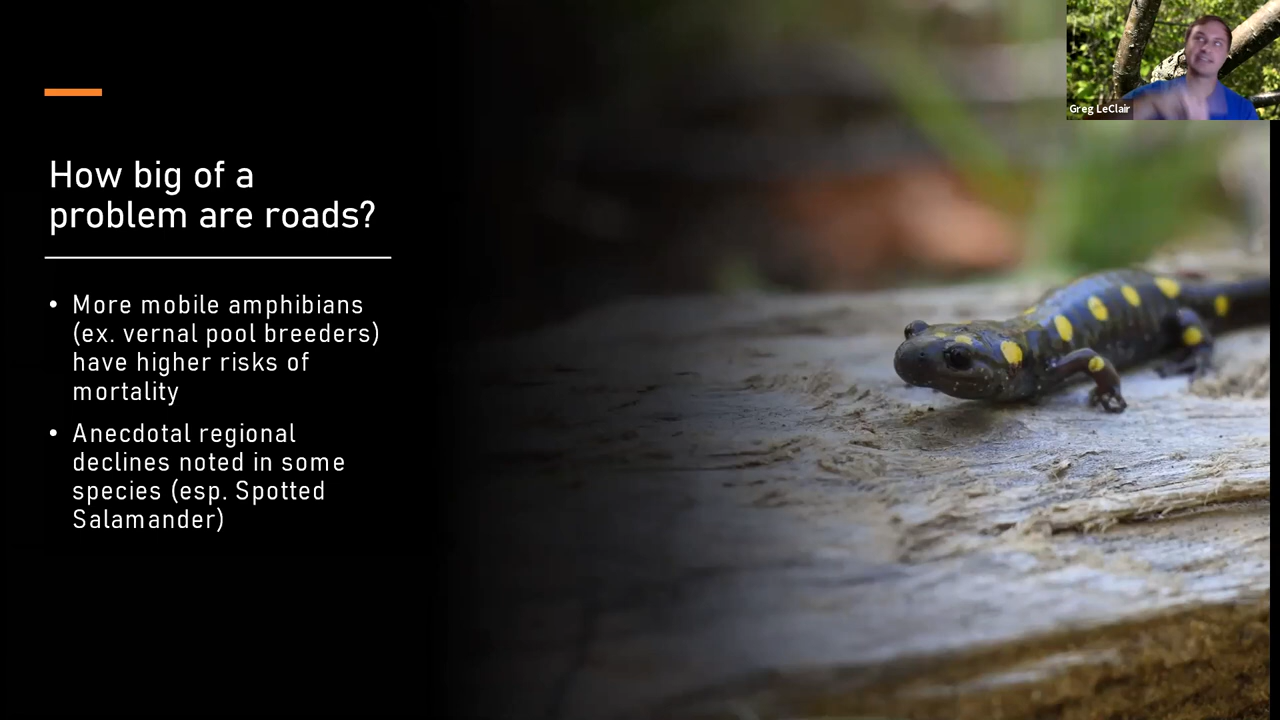 Greg LeClair
How big of a
problem are roads?
• More mobile amphibians
(ex. vernal pool breeders)
have higher risks of
mortality
• Anecdotal regional
declines noted in some
species (esp. Spotted
Salamander)